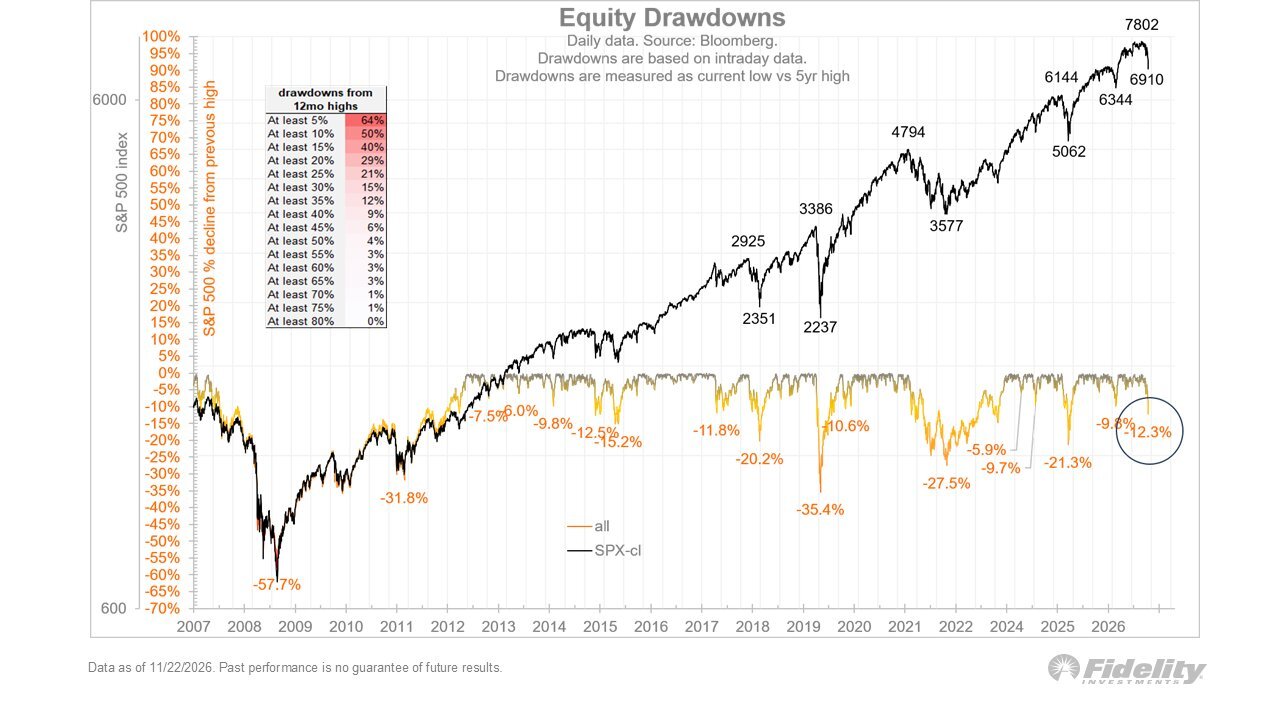 Equity Drawdowns
Daily data. Source: Bloomberg.
Drawdowns are based on intraday data.
Drawdowns are measured as current low vs 5yr high
S&P 500 index
6000
600
S&P 500 % decline from prevous high
100%
95%
90%
85%
80%
75%
70%
65%
60%
55%
50%
45%
40%
35%
30%
25%
20%
15%
10%
5%
0%
-5%
-10%
-15%
-20%
-25%
-30%
-35%
-40%
-45%
-50%
-55%
-60%
-65%
-70%
drawdowns from
12mo highs
At least 5% 64%
At least 10% 50%
At least 15% 40%
At least 20% 29%
At least 25% 21%
At least 30% 15%
At least 35% 12%
At least 40% 9%
At least 45% 6%
At least 50% 4%
At least 55% 3%
At least 60% 3%
At least 65% 3%
At least 70% 1%
At least 75% 1%
At least 80% 0%
2925
2351
3386
2237
4794
3577
6144
5062
6344
7802
6910
-57.7%
-31.8%
-7.5%
-6.0%
-9.8%
-12.5%
-15.2%
-11.8%
-20.2%
-35.4%
-10.6%
-27.5%
-5.9%
-9.7%
-21.3%
-9.8%
-12.3%
all
SPX-cl
2007 2008 2009 2010 2011 2012 2013 2014 2015 2016 2017 2018 2019 2020 2021 2022 2023 2024 2025 2026
Data as of 11/22/2026. Past performance is no guarantee of future results.
Fidelity
INVESTMENTS